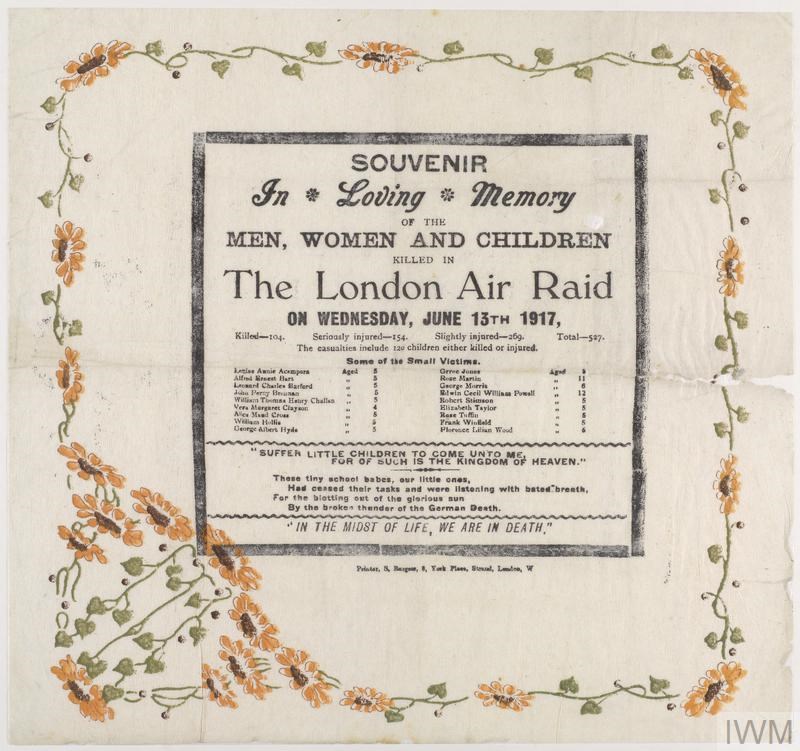 SOUVENIR
In * Loving * Memory
OF THE
MEN, WOMEN AND CHILDREN
KILLED IN
The London Air Raid
ON WEDNESDAY, JUNE 13TH 1917,
Killed—104. Seriously injured—154. Slightly injured—269. Total—527.
The casualties include 120 children either killed or injured.
Some of the Small Victims.
Louise Annie Acampora Aged 5
Alfred Ernest Batt " 5
Leonard Charles Barford " 5
John Percy Brennan " 5
William Thomas Henry Challen " 5
Vera Margaret Clayson " 4
Alice Maud Cross " 5
William Hollis " 5
George Albert Hyde " 5
Grace Jones Aged 5
Rose Martin " 11
George Morris " 6
Edwin Cecil William Powell " 12
Robert Stimson " 5
Elizabeth Taylor " 5
Rose Tuffin " 5
Frank Winfield " 5
Florence Lilian Wood " 5
"SUFFER LITTLE CHILDREN TO COME UNTO ME,
FOR OF SUCH IS THE KINGDOM OF HEAVEN."
These tiny school babes, our little ones,
Had ceased their tasks and were listening with bated breath,
For the blotting out of the glorious sun
By the broken thunder of the German Death.
"IN THE MIDST OF LIFE, WE ARE IN DEATH."
Printer, S. Burgess, 8, York Place, Strand, London, W
IWM